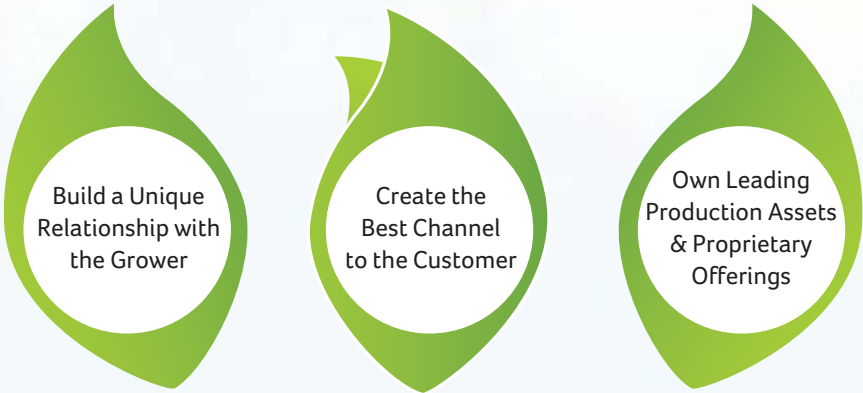 Build a Unique
Relationship with
the Grower
Create the
Best Channel
to the Customer
Own Leading
Production Assets
& Proprietary
Offerings